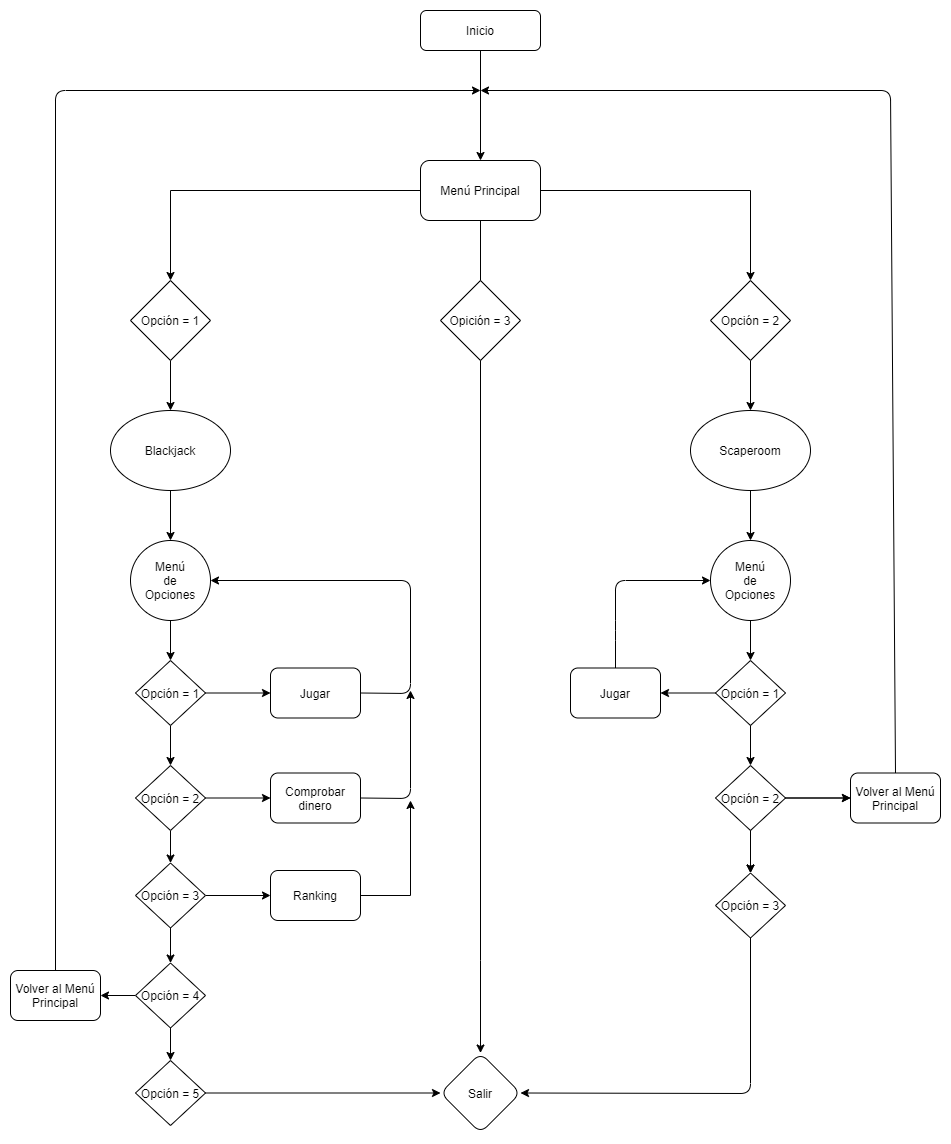 Inicio
Menú Principal
Opción = 1
Opición = 3
Opción = 2
Blackjack
Scaperoom
Menú
de
Opciones
Menú
de
Opciones
Opción = 1
Jugar
Jugar
Opción = 1
Opción = 2
Comprobar
dinero
Opción = 2
Volver al Menú
Principal
Opción = 3
Ranking
Opción = 3
Volver al Menú
Principal
Opción = 4
Opción = 5
Salir